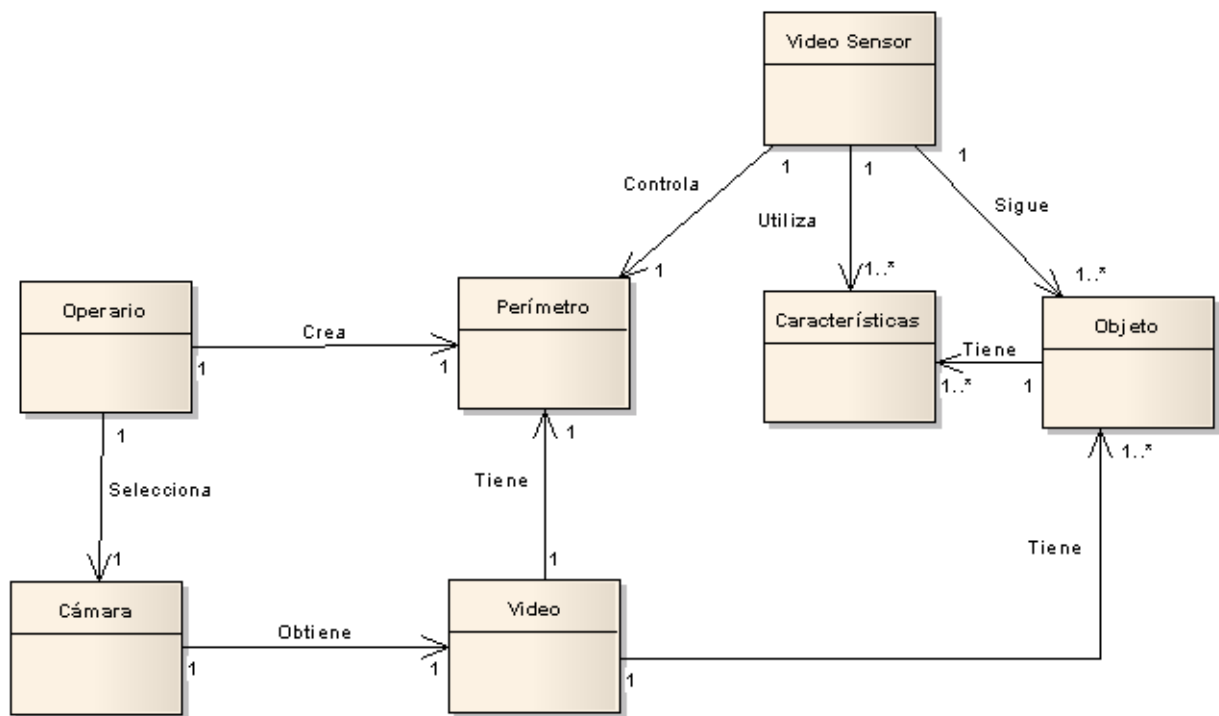 Video Sensor
1
1
1
Controla
Utiliza
Sigue
1
1..*
1..*
Operario
Perímetro
Características
Objeto
Crea
1
1
Tiene
1..*
1
1
1
1..*
Selecciona
Tiene
Tiene
1
1
Cámara
Video
Obtiene
1
1
1